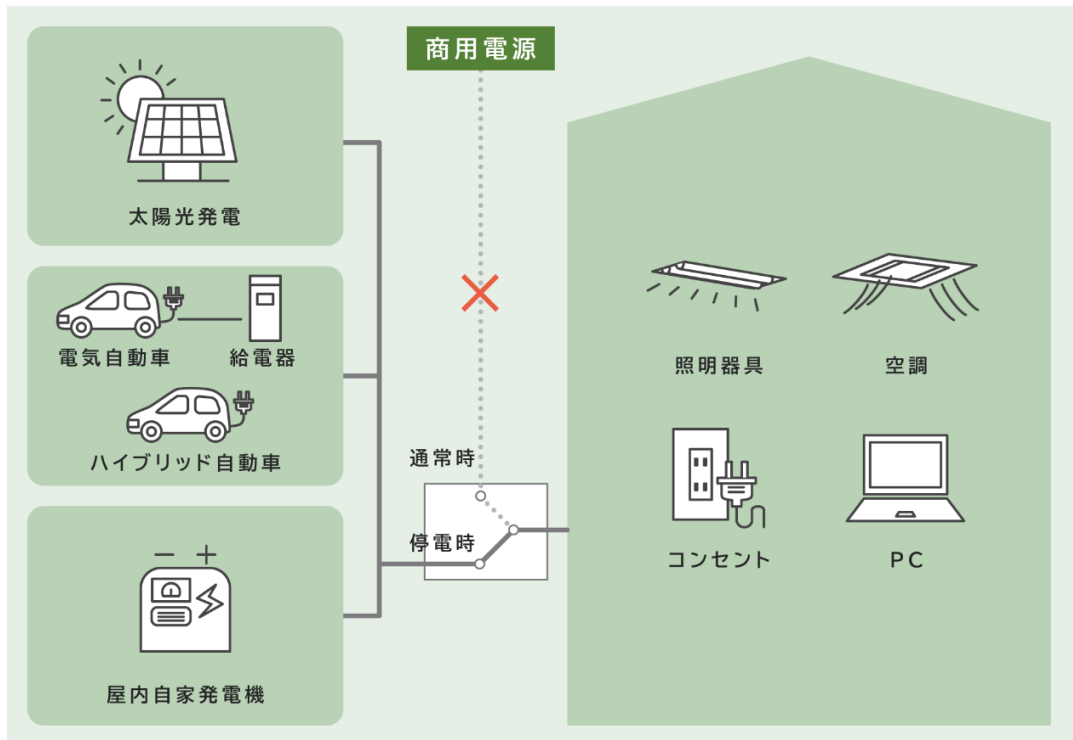 商用電源
太陽光発電
電気自動車
給電器
ハイブリッド自動車
屋内自家発電機
通常時
停電時
照明器具
空調
コンセント
PC